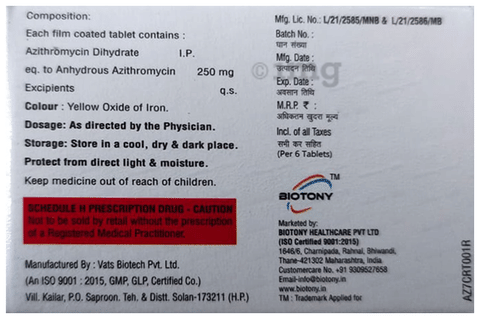 Composition:
Each film coated tablet contains :
Azithromycin Dihydrate I.P.
eq. to Anhydrous Azithromycin 250 mg
Excipients q.s.
Colour : Yellow Oxide of Iron.
Dosage: As directed by the Physician.
Storage: Store in a cool, dry & dark place.
Protect from direct light & moisture.
Keep medicine out of reach of children.
SCHEDULE H PRESCRIPTION DRUG - CAUTION
Not to be sold by retail without the prescription
of a Registered Medical Practitioner.
Manufactured By : Vats Biotech Pvt. Ltd.
(An ISO 9001 : 2015, GMP, GLP, Certified Co.)
Vill. Kailar, P.O. Saproon. Teh. & Distt. Solan-173211 (H.P.)
Mfg. Lic. No.: L/21/2585/MNB & L/21/2586/MB
Batch No. :
घान संख्या
Mfg. Date :
उत्पादन तिथि
Exp. Date :
अवसान तिथि
M.R.P. ₹ :
अधिकतम खुदरा मूल्य
Incl. of all Taxes
सभी कर सहित
(Per 6 Tablets)
TM
BIOTONY
Marketed by:
BIOTONY HEALTHCARE PVT LTD
(ISO Certified 9001:2015)
1846/6, Charnipada, Rahnal, Bhiwandi,
Thane-421302 Maharashtra, India.
Customercare No. +91 9309527658
Email-info@biotony.in
www.biotony.in
TM : Trademark Applied for
AZ7CRT001R